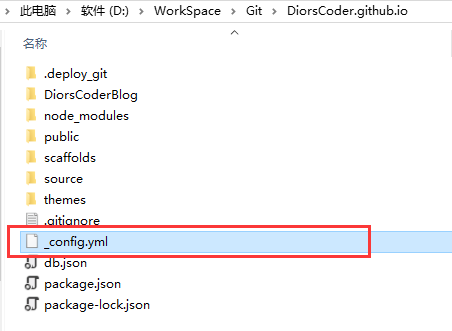 此电脑 > 软件 (D:) > WorkSpace > Git > DiorsCoder.github.io
名称
.deploy_git
DiorsCoderBlog
node_modules
public
scaffolds
source
themes
.gitignore
_config.yml
db.json
package.json
package-lock.json